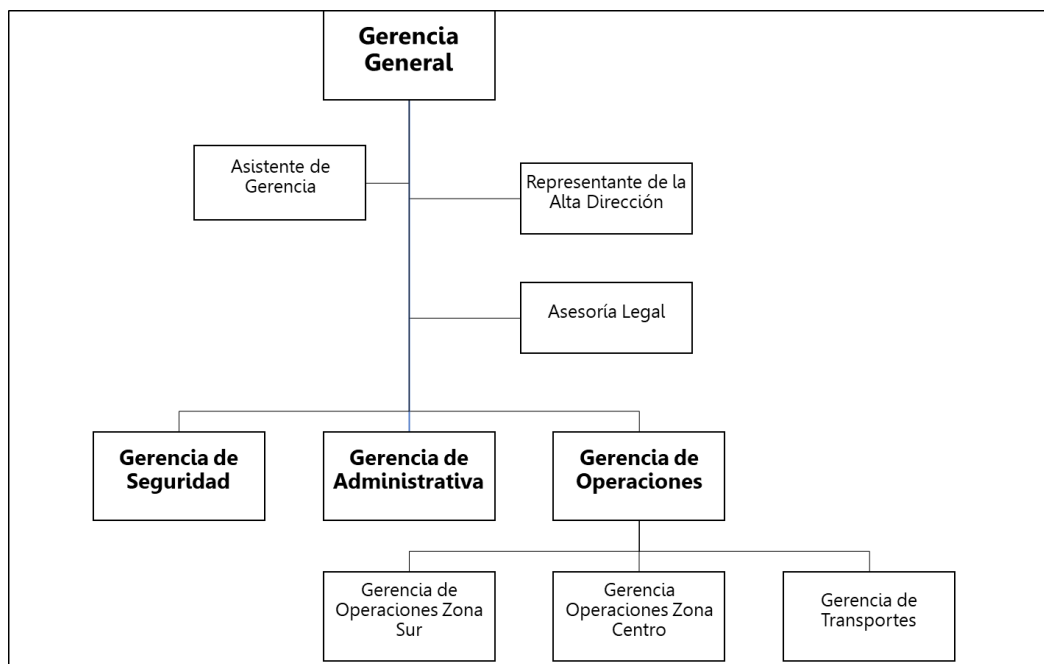 Gerencia
General
Asistente de
Gerencia
Representante de la
Alta Dirección
Asesoría Legal
Gerencia de
Seguridad
Gerencia de
Administrativa
Gerencia de
Operaciones
Gerencia de
Operaciones Zona
Sur
Gerencia
Operaciones Zona
Centro
Gerencia de
Transportes